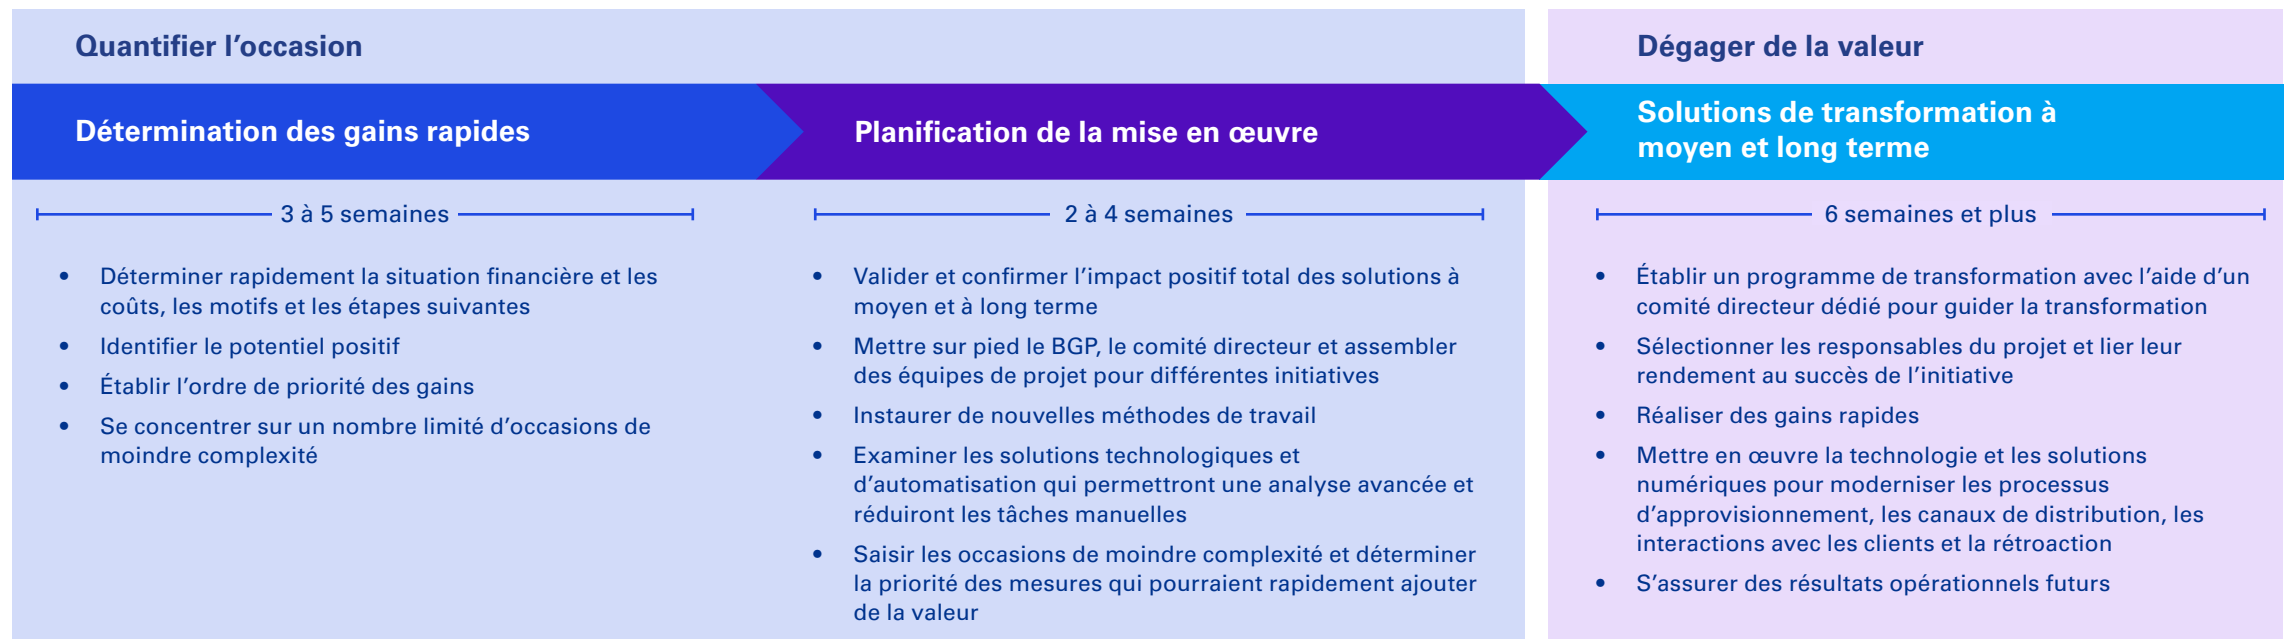 Quantifier l’occasion
Détermination des gains rapides
3 à 5 semaines
• Déterminer rapidement la situation financière et les
coûts, les motifs et les étapes suivantes
• Identifier le potentiel positif
• Établir l’ordre de priorité des gains
• Se concentrer sur un nombre limité d’occasions de
moindre complexité
Planification de la mise en œuvre
2 à 4 semaines
• Valider et confirmer l’impact positif total des solutions à
moyen et à long terme
• Mettre sur pied le BGP, le comité directeur et assembler
des équipes de projet pour différentes initiatives
• Instaurer de nouvelles méthodes de travail
• Examiner les solutions technologiques et
d’automatisation qui permettront une analyse avancée et
réduiront les tâches manuelles
• Saisir les occasions de moindre complexité et déterminer
la priorité des mesures qui pourraient rapidement ajouter
de la valeur
Dégager de la valeur
Solutions de transformation à
moyen et long terme
6 semaines et plus
• Établir un programme de transformation avec l’aide d’un
comité directeur dédié pour guider la transformation
• Sélectionner les responsables du projet et lier leur
rendement au succès de l’initiative
• Réaliser des gains rapides
• Mettre en œuvre la technologie et les solutions
numériques pour moderniser les processus
d’approvisionnement, les canaux de distribution, les
interactions avec les clients et la rétroaction
• S’assurer des résultats opérationnels futurs